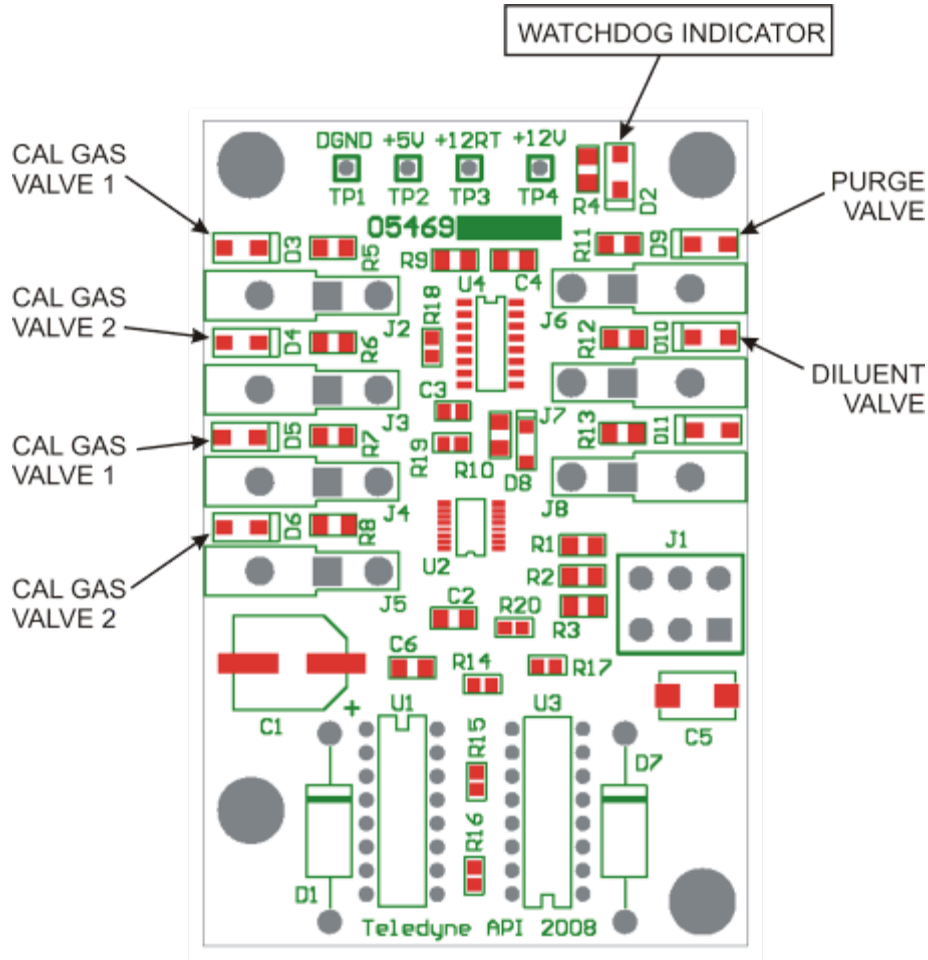 WATCHDOG INDICATOR
CAL GAS
VALVE 1
CAL GAS
VALVE 2
CAL GAS
VALVE 1
CAL GAS
VALVE 2
PURGE
VALVE
DILUENT
VALVE
DGND +5V +12RT +12V
TP1 TP2 TP3 TP4
R4 D2
05469
D3 R5 R9 C4 R11 D9
U4
J2 R18 J6
D4 R6 R12 D10
J3 C3 J7
D5 R7 R19 R10 D8 R13 D11
J4 J8
D6 R8 U2 R1 J1
J5 R2
C2 R20 R3
C6 R14 R17
C1 + U1 U3 C5
R15 D7
R16
D1
Teledyne API 2008